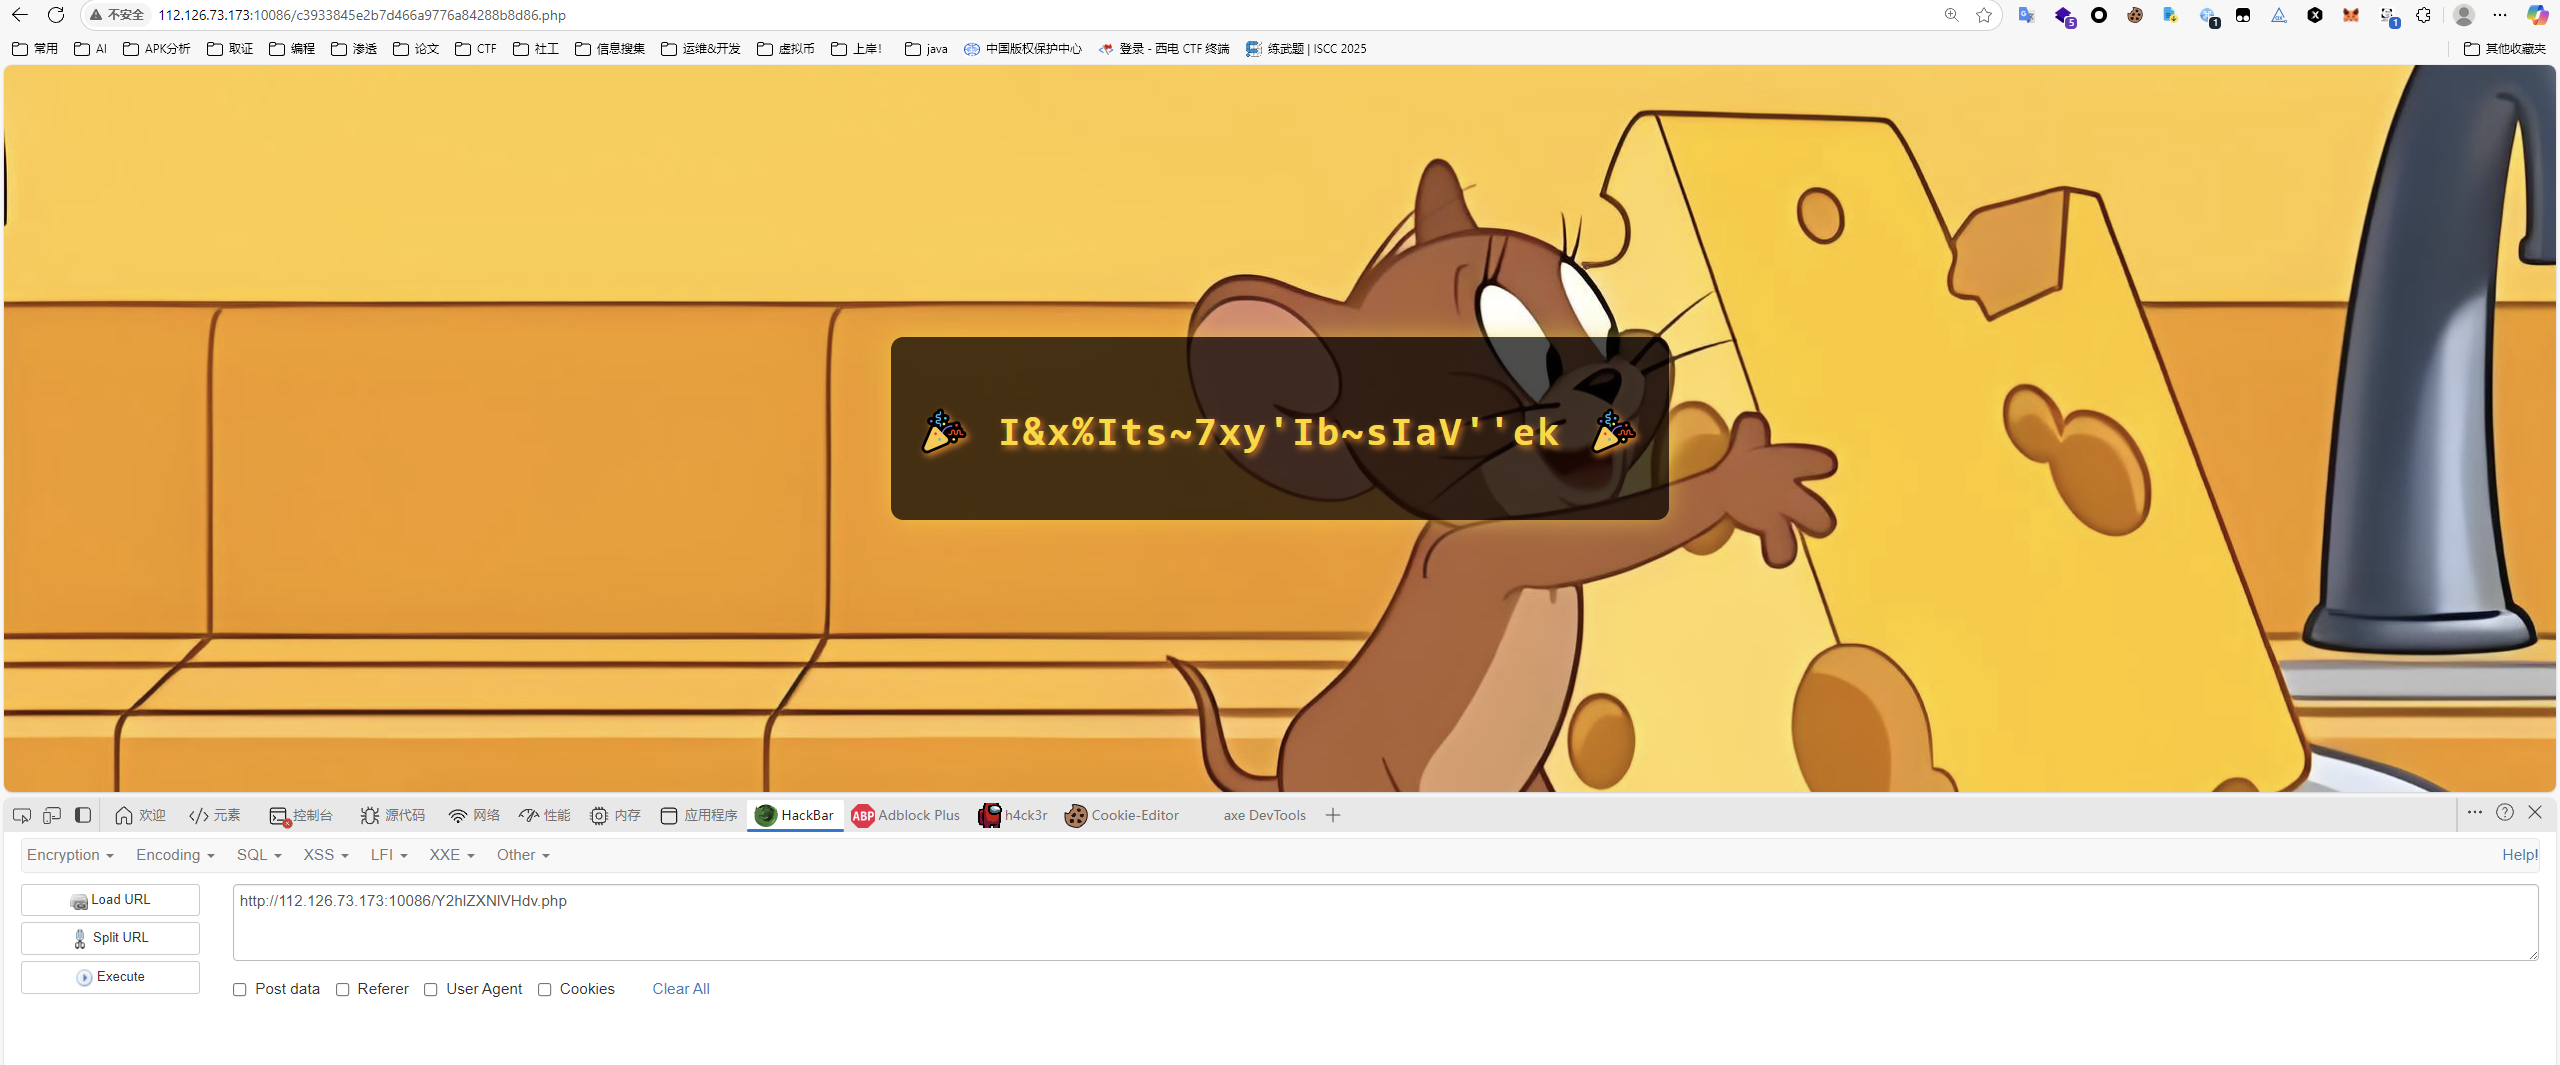 不安全 112.126.73.173:10086/c3933845e2b7d466a9776a84288b8d86.php 5 1 1
常用 AI APK分析 取证 编程 渗透 论文 CTF 社工 信息搜集 运维&开发 虚拟币 上岸! java 中国版权保护中心 登录 - 西电 CTF 终端 练武题 | ISCC 2025 其他收藏夹
I&x%Its~7xy'Ib~sIaV''ek
欢迎 元素 控制台 源代码 网络 性能 内存 应用程序 HackBar ABP Adblock Plus h4ck3r Cookie-Editor axe DevTools
Encryption Encoding SQL XSS LFI XXE Other Help!
Load URL http://112.126.73.173:10086/Y2hlZXNlVHdv.php
Split URL
Execute
Post data Referer User Agent Cookies Clear All